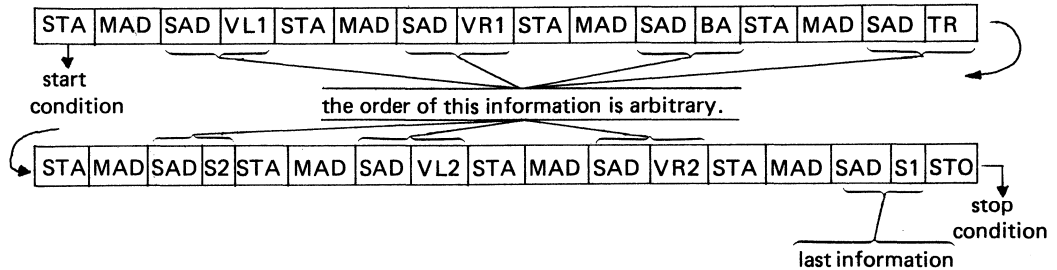 STA MAD SAD VL1 STA MAD SAD VR1 STA MAD SAD BA STA MAD SAD TR
start
condition
the order of this information is arbitrary.
STA MAD SAD S2 STA MAD SAD VL2 STA MAD SAD VR2 STA MAD SAD S1 STO
stop
condition
last information